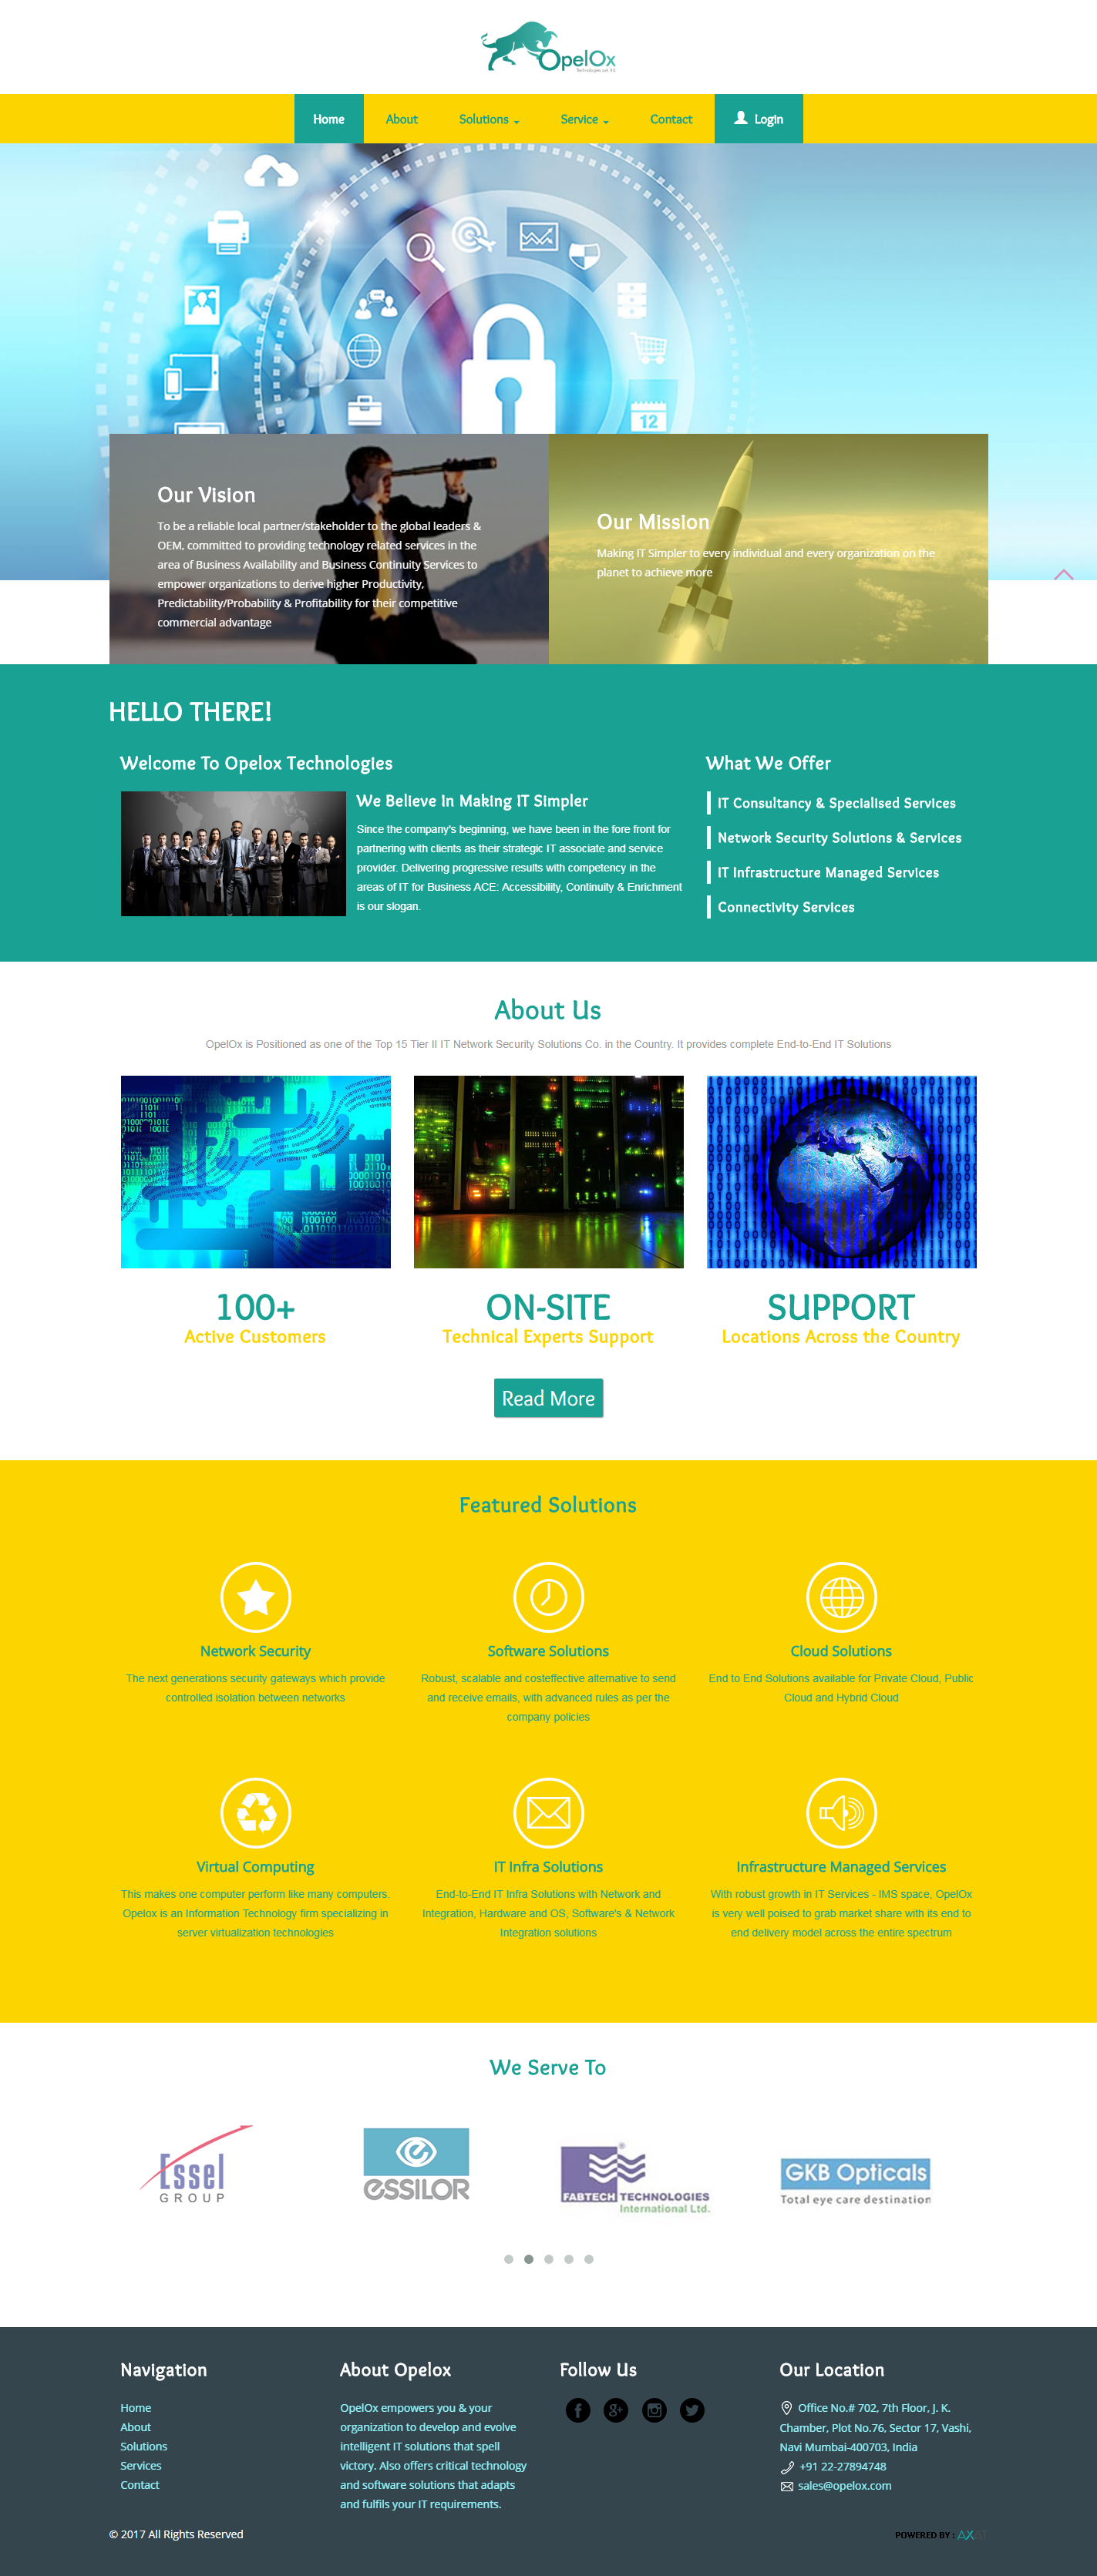 OpelOx
Technologies pvt. ltd.
Home
About
Solutions
Service
Contact
Login
12
Our Vision
To be a reliable local partner/stakeholder to the global leaders &
OEM, committed to providing technology related services in the
area of Business Availability and Business Continuity Services to
empower organizations to derive higher Productivity,
Predictability/Probability & Profitability for their competitive
commercial advantage
Our Mission
Making IT Simpler to every individual and every organization on the
planet to achieve more
HELLO THERE!
Welcome To Opelox Technologies
We Believe In Making IT Simpler
Since the company's beginning, we have been in the fore front for
partnering with clients as their strategic IT associate and service
provider. Delivering progressive results with competency in the
areas of IT for Business ACE: Accessibility, Continuity & Enrichment
is our slogan.
What We Offer
IT Consultancy & Specialised Services
Network Security Solutions & Services
IT Infrastructure Managed Services
Connectivity Services
About Us
OpelOx is Positioned as one of the Top 15 Tier II IT Network Security Solutions Co. in the Country. It provides complete End-to-End IT Solutions
100+
Active Customers
ON-SITE
Technical Experts Support
SUPPORT
Locations Across the Country
Read More
Featured Solutions
Network Security
The next generations security gateways which provide
controlled isolation between networks
Software Solutions
Robust, scalable and costeffective alternative to send
and receive emails, with advanced rules as per the
company policies
Cloud Solutions
End to End Solutions available for Private Cloud, Public
Cloud and Hybrid Cloud
Virtual Computing
This makes one computer perform like many computers.
Opelox is an Information Technology firm specializing in
server virtualization technologies
IT Infra Solutions
End-to-End IT Infra Solutions with Network and
Integration, Hardware and OS, Software's & Network
Integration solutions
Infrastructure Managed Services
With robust growth in IT Services - IMS space, OpelOx
is very well poised to grab market share with its end to
end delivery model across the entire spectrum
We Serve To
Essel
GROUP
essilor
FABTECH TECHNOLOGIES
International Ltd.
GKB Opticals
Total eye care destination
Navigation
Home
About
Solutions
Services
Contact
About Opelox
OpelOx empowers you & your
organization to develop and evolve
intelligent IT solutions that spell
victory. Also offers critical technology
and software solutions that adapts
and fulfils your IT requirements.
Follow Us
Our Location
Office No.# 702, 7th Floor, J. K.
Chamber, Plot No.76, Sector 17, Vashi,
Navi Mumbai-400703, India
+91 22-27894748
sales@opelox.com
© 2017 All Rights Reserved
POWERED BY :